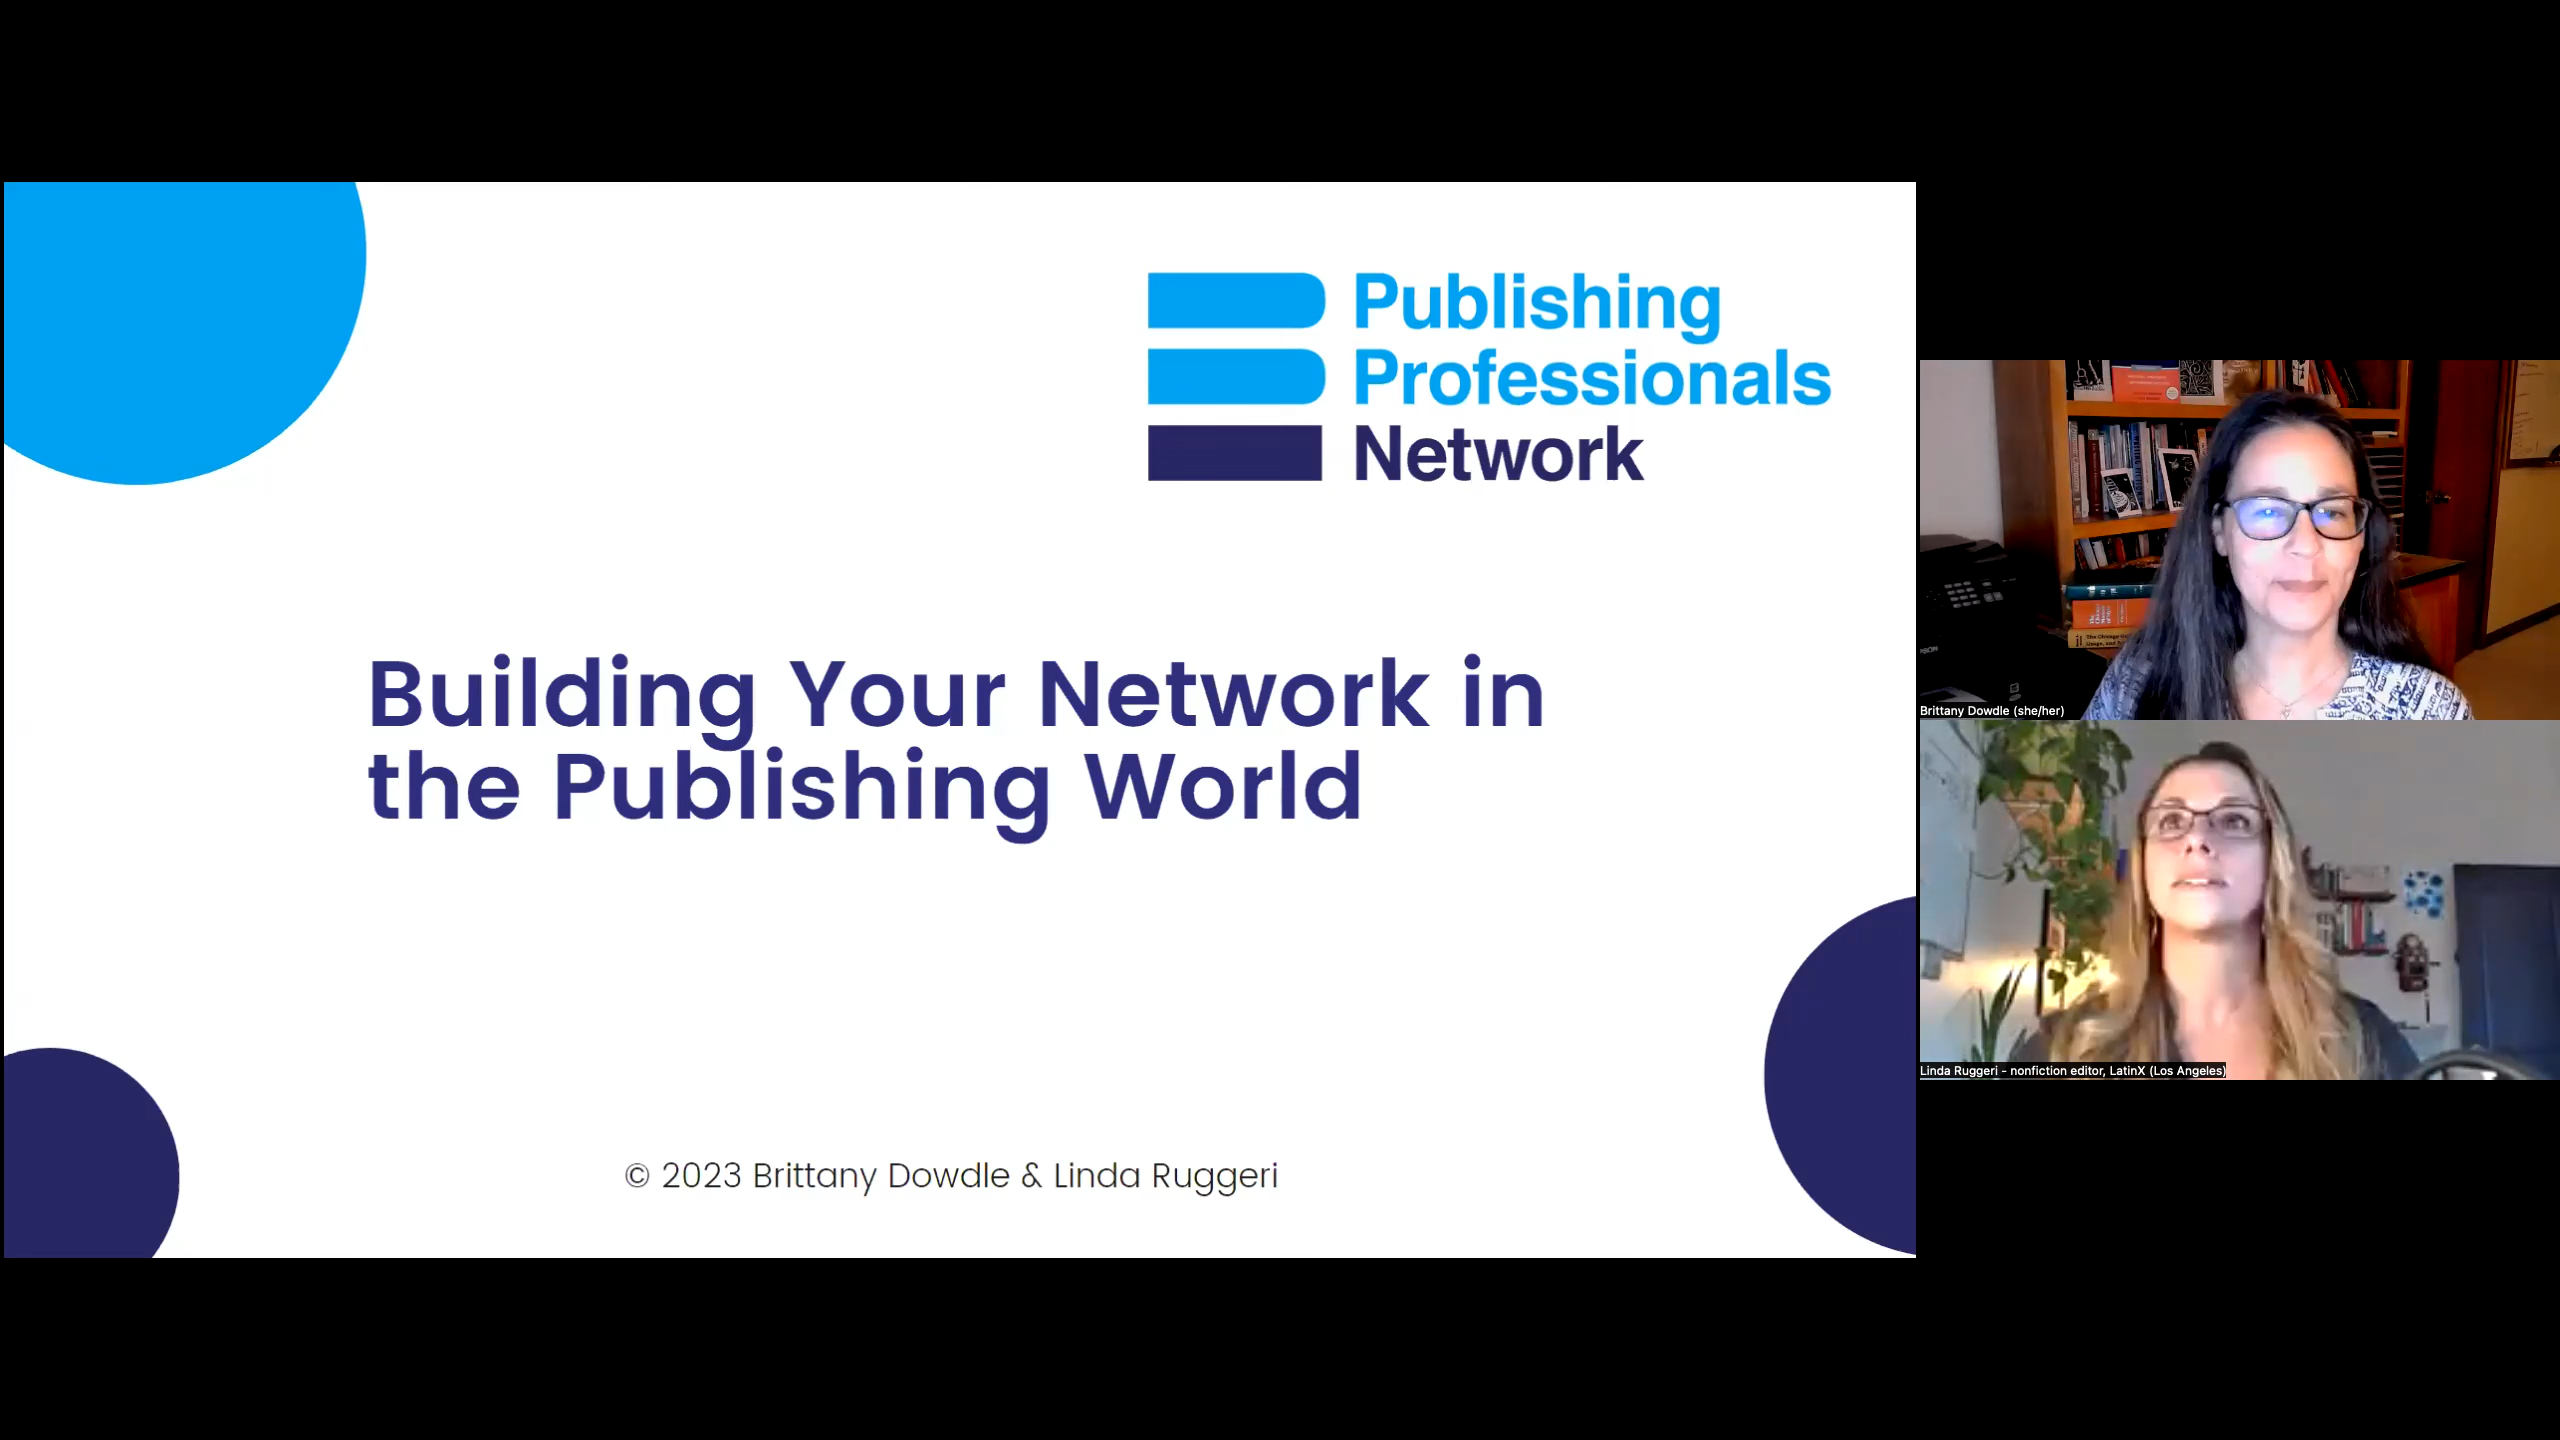 Publishing
Professionals
Network
Building Your Network in
the Publishing World
© 2023 Brittany Dowdle & Linda Ruggeri
Brittany Dowdle (she/her)
Linda Ruggeri - nonfiction editor, LatinX (Los Angeles)